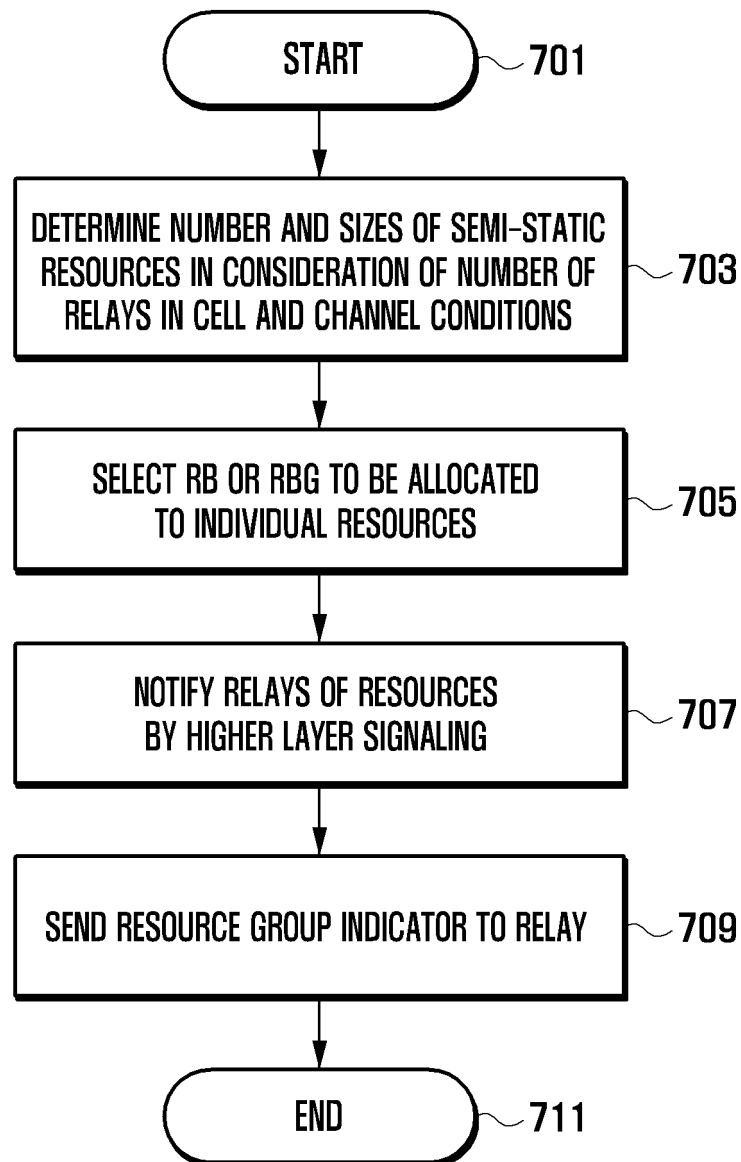 START
701
DETERMINE NUMBER AND SIZES OF SEMI-STATIC
RESOURCES IN CONSIDERATION OF NUMBER OF
RELAYS IN CELL AND CHANNEL CONDITIONS
703
SELECT RB OR RBG TO BE ALLOCATED
TO INDIVIDUAL RESOURCES
705
NOTIFY RELAYS OF RESOURCES
BY HIGHER LAYER SIGNALING
707
SEND RESOURCE GROUP INDICATOR TO RELAY
709
END
711